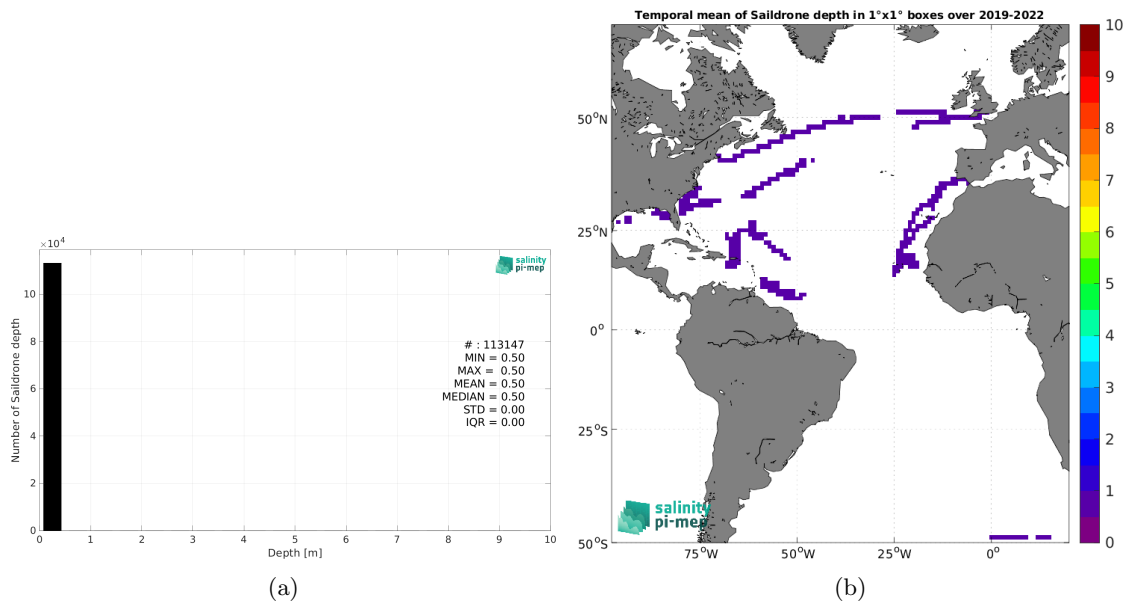 Temporal mean of Saildrone depth in 1°x1° boxes over 2019-2022
×10⁴
10
8
6
4
2
0
Number of Saildrone depth
salinity
pi-mep
# : 113147
MIN = 0.50
MAX = 0.50
MEAN = 0.50
MEDIAN = 0.50
STD = 0.00
IQR = 0.00
0 1 2 3 4 5 6 7 8 9 10
Depth [m]
(a)
50°N
25°N
0°
25°S
50°S
salinity
pi-mep
75°W 50°W 25°W 0°
10
9
8
7
6
5
4
3
2
1
0
(b)